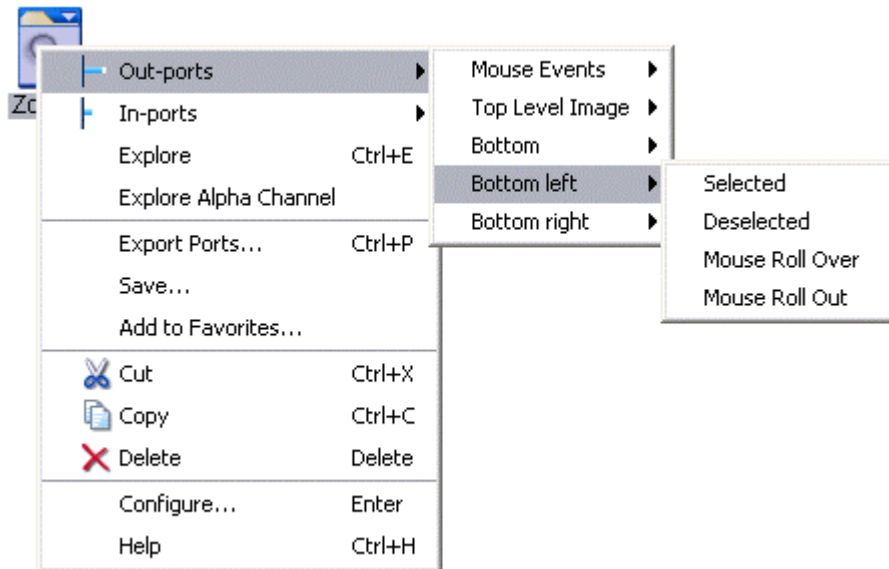 Zo
Out-ports
In-ports
Explore Ctrl+E
Explore Alpha Channel
Export Ports... Ctrl+P
Save...
Add to Favorites...
Cut Ctrl+X
Copy Ctrl+C
Delete Delete
Configure... Enter
Help Ctrl+H
Mouse Events
Top Level Image
Bottom
Bottom left
Bottom right
Selected
Deselected
Mouse Roll Over
Mouse Roll Out